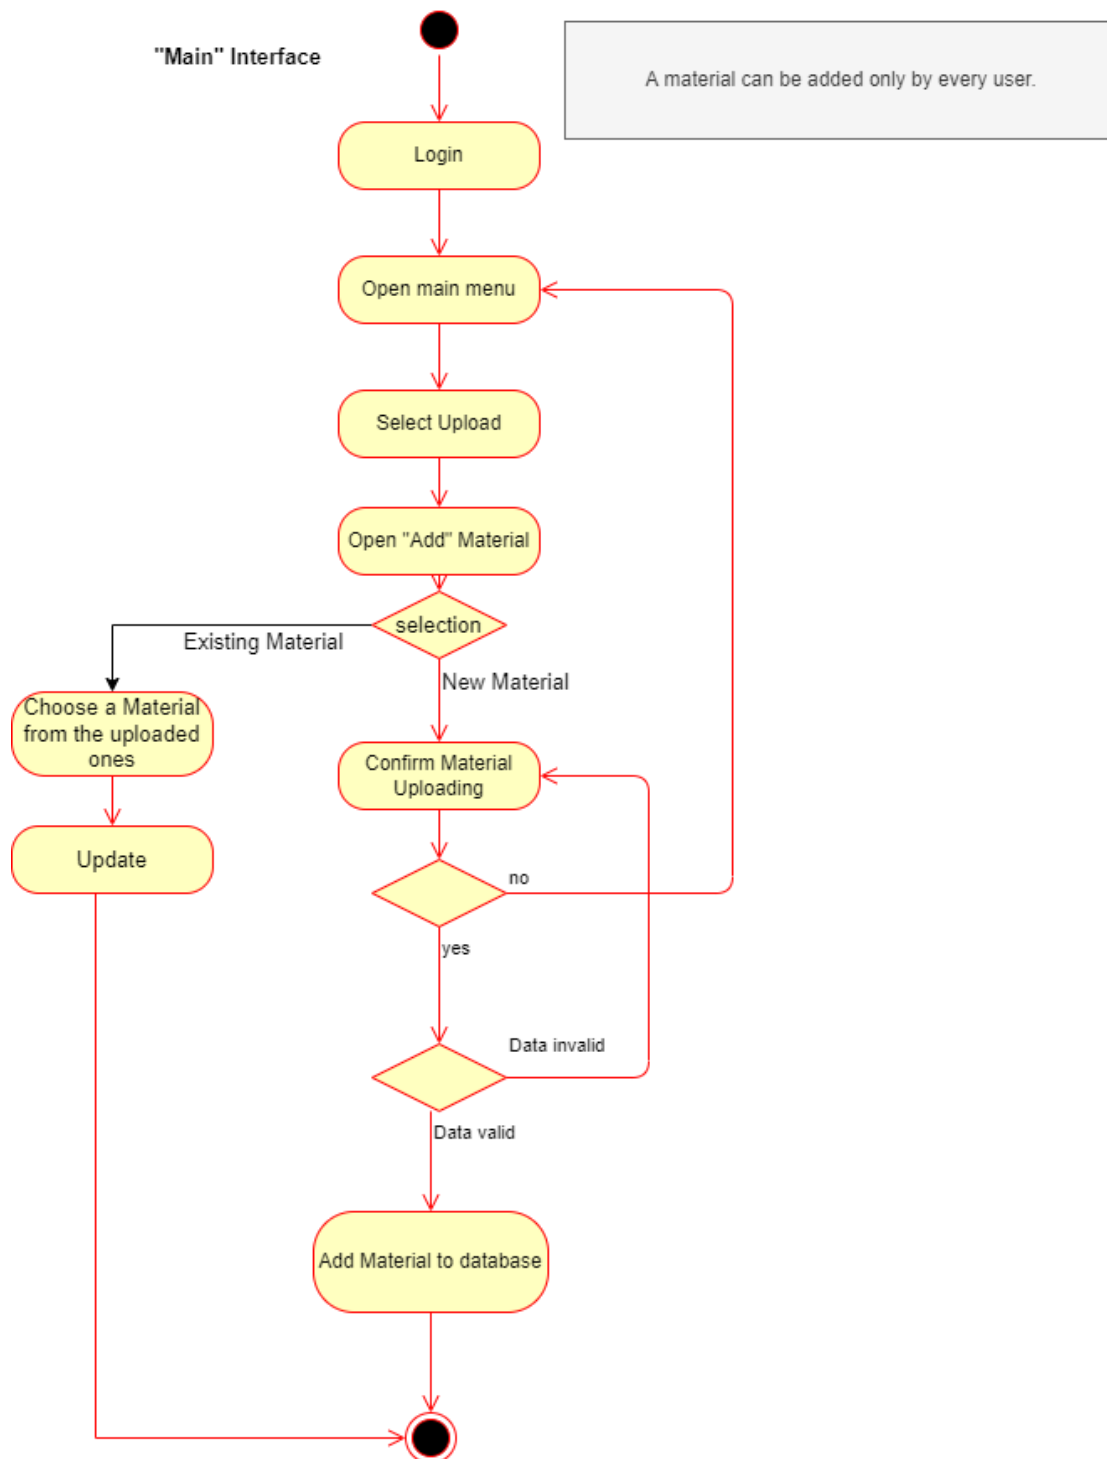 "Main" Interface
A material can be added only by every user.
Login
Open main menu
Select Upload
Open "Add" Material
selection
Existing Material
New Material
Choose a Material
from the uploaded
ones
Confirm Material
Uploading
Update
no
yes
Data invalid
Data valid
Add Material to database